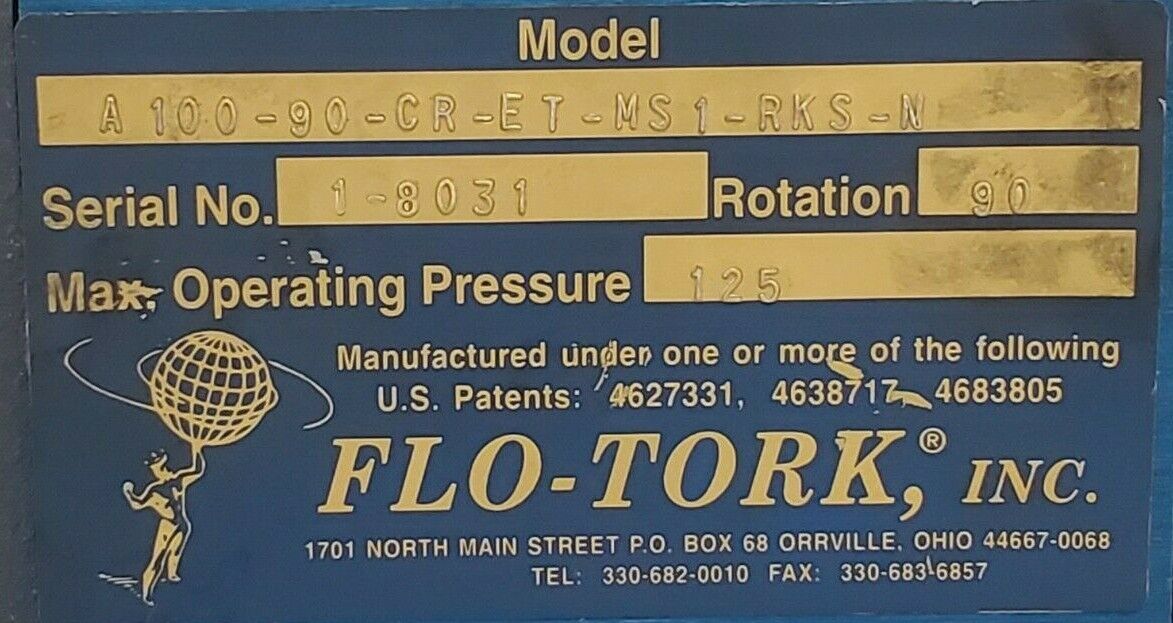 Model
A100-90-CR-ET-MS1-RKS-N
Serial No. 1-8031 Rotation 90
Max. Operating Pressure 125
Manufactured under one or more of the following
U.S. Patents: 4627331, 4638717, 4683805
FLO-TORK,® INC.
1701 NORTH MAIN STREET P.O. BOX 68 ORRVILLE, OHIO 44667-0068
TEL: 330-682-0010 FAX: 330-683-6857